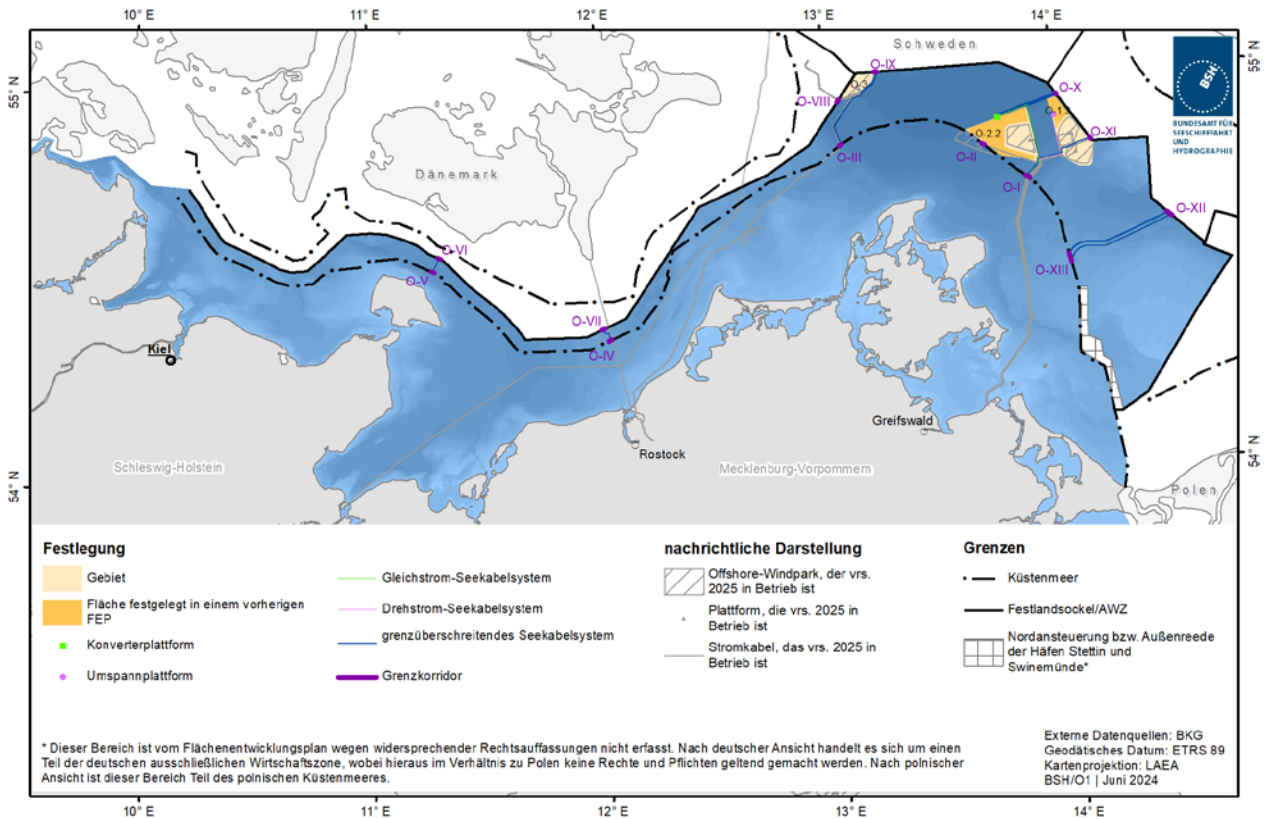 10° E 11° E 12° E 13° E 14° E
55° N
55° N
54° N
54° N
Schweden
BSH
BUNDESAMT FÜR
SEESCHIFFFAHRT
UND
HYDROGRAPHIE
O-IX
O-3
O-VIII
O-X
O-1
O-XI
O-2.2
O-III
O-II
O-I
Dänemark
O-XII
O-VI
O-V
O-XIII
O-VII
O-IV
Kiel
Greifswald
Rostock
Schleswig-Holstein
Mecklenburg-Vorpommern
Polen
Festlegung
Gebiet
Fläche festgelegt in einem vorherigen
FEP
Konverterplattform
Umspannplattform
Gleichstrom-Seekabelsystem
Drehstrom-Seekabelsystem
grenzüberschreitendes Seekabelsystem
Grenzkorridor
nachrichtliche Darstellung
Offshore-Windpark, der vrs.
2025 in Betrieb ist
Plattform, die vrs. 2025 in
Betrieb ist
Stromkabel, das vrs. 2025 in
Betrieb ist
Grenzen
Küstenmeer
Festlandsockel/AWZ
Nordansteuerung bzw. Außenreede
der Häfen Stettin und
Swinemünde*
* Dieser Bereich ist vom Flächenentwicklungsplan wegen widersprechender Rechtsauffassungen nicht erfasst. Nach deutscher Ansicht handelt es sich um einen
Teil der deutschen ausschließlichen Wirtschaftszone, wobei hieraus im Verhältnis zu Polen keine Rechte und Pflichten geltend gemacht werden. Nach polnischer
Ansicht ist dieser Bereich Teil des polnischen Küstenmeeres.
Externe Datenquellen: BKG
Geodätisches Datum: ETRS 89
Kartenprojektion: LAEA
BSH/O1 | Juni 2024
10° E 11° E 12° E 13° E 14° E